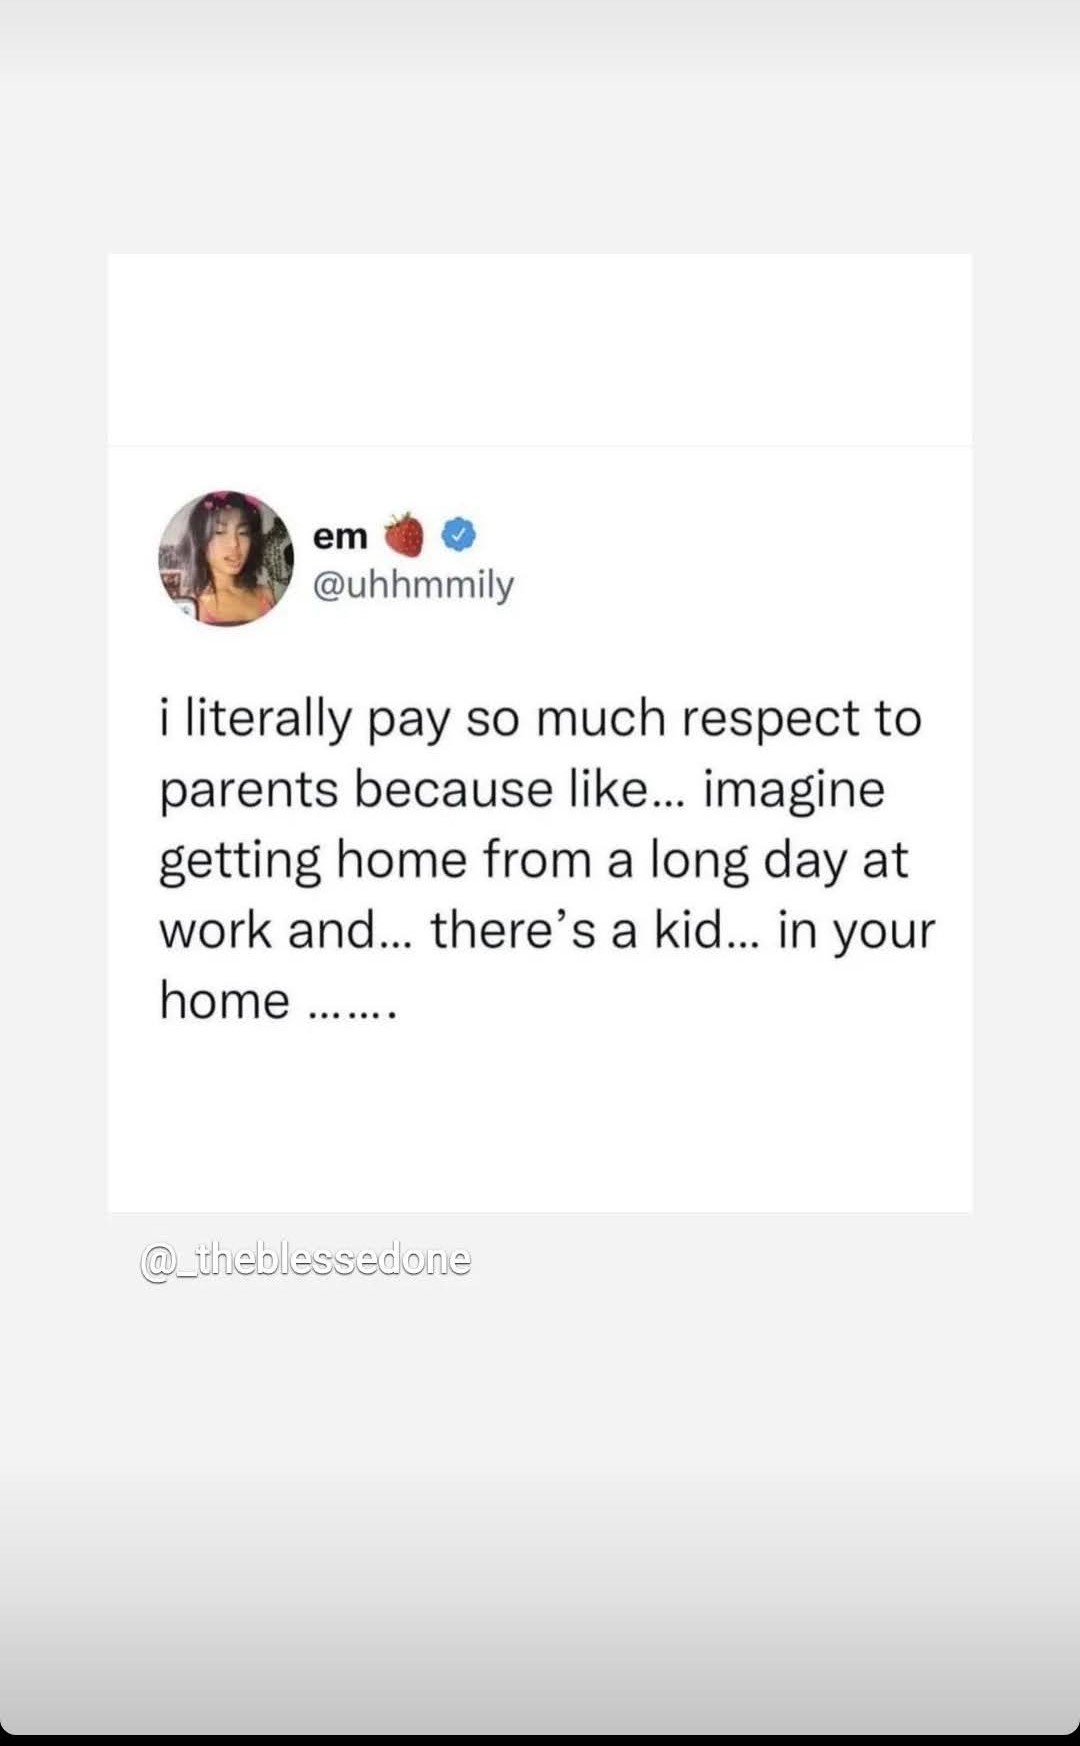 em 🍓
@uhhmmily
i literally pay so much respect to
parents because like... imagine
getting home from a long day at
work and... there's a kid... in your
home .......
@_theblessedone